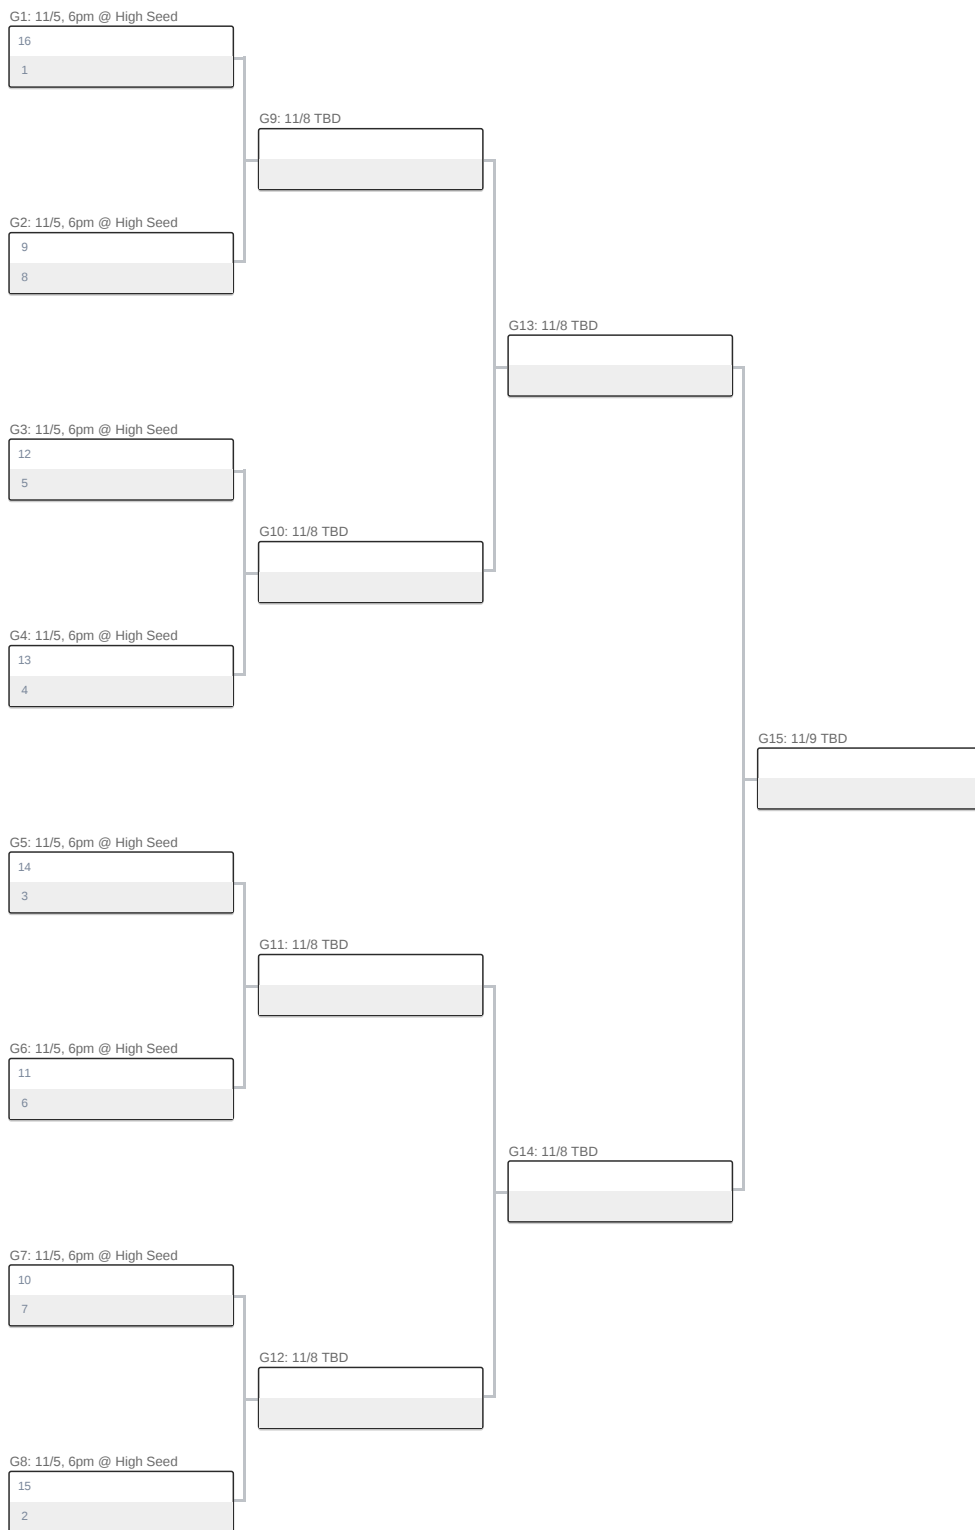 G1: 11/5, 6pm @ High Seed
16
1
G9: 11/8 TBD
G2: 11/5, 6pm @ High Seed
9
8
G13: 11/8 TBD
G3: 11/5, 6pm @ High Seed
12
5
G10: 11/8 TBD
G4: 11/5, 6pm @ High Seed
13
4
G15: 11/9 TBD
G5: 11/5, 6pm @ High Seed
14
3
G11: 11/8 TBD
G6: 11/5, 6pm @ High Seed
11
6
G14: 11/8 TBD
G7: 11/5, 6pm @ High Seed
10
7
G12: 11/8 TBD
G8: 11/5, 6pm @ High Seed
15
2